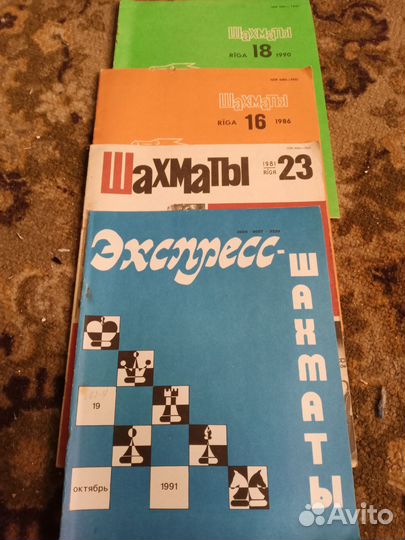 Шахматы
RĪGA 18 1990
Шахматы
RĪGA 16 1986
Шахматы
1981
RĪGA
23
Экспресс-
ШАХМАТЫ
19
октябрь 1991
Avito